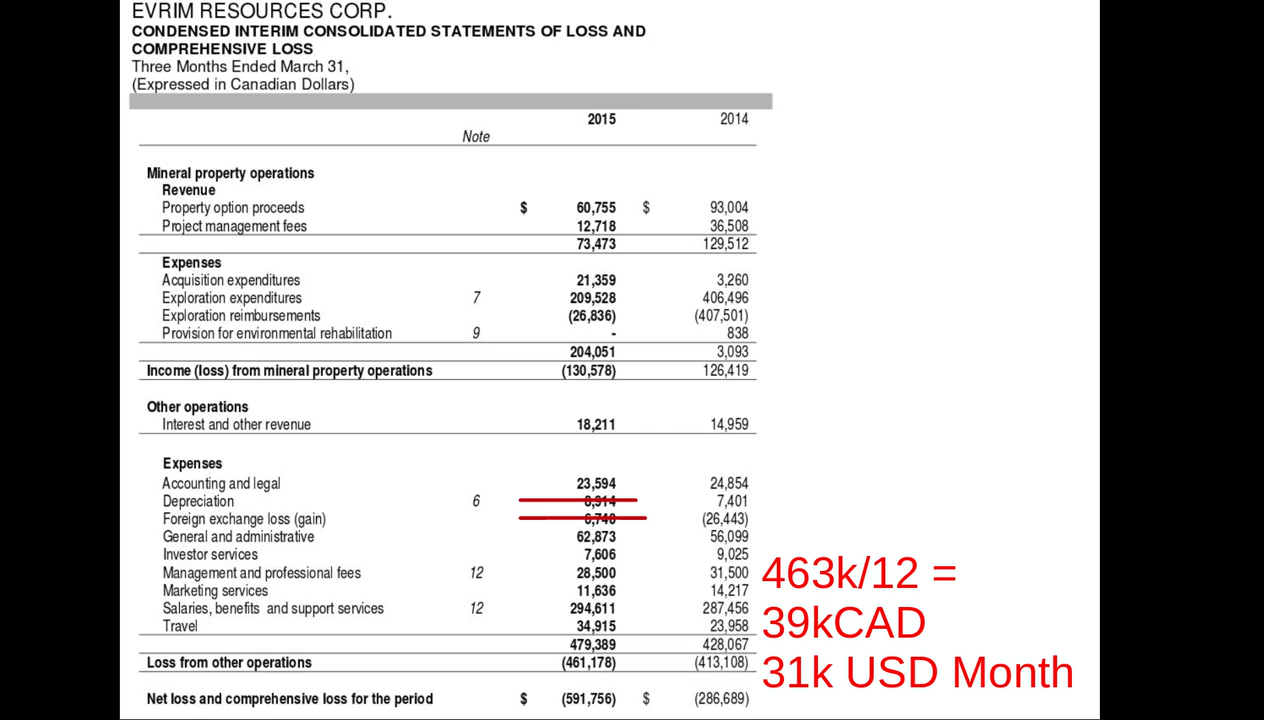 EVRIM RESOURCES CORP.
CONDENSED INTERIM CONSOLIDATED STATEMENTS OF LOSS AND
COMPREHENSIVE LOSS
Three Months Ended March 31,
(Expressed in Canadian Dollars)
2015 2014
Note
Mineral property operations
Revenue
Property option proceeds $ 60,755 $ 93,004
Project management fees 12,718 36,508
73,473 129,512
Expenses
Acquisition expenditures 21,359 3,260
Exploration expenditures 7 209,528 406,496
Exploration reimbursements (26,836) (407,501)
Provision for environmental rehabilitation 9 - 838
204,051 3,093
Income (loss) from mineral property operations (130,578) 126,419
Other operations
Interest and other revenue 18,211 14,959
Expenses
Accounting and legal 23,594 24,854
Depreciation 6 8,914 7,401
Foreign exchange loss (gain) 6,740 (26,443)
General and administrative 62,873 56,099
Investor services 7,606 9,025
Management and professional fees 12 28,500 31,500
Marketing services 11,636 14,217
Salaries, benefits and support services 12 294,611 287,456
Travel 34,915 23,958
479,389 428,067
Loss from other operations (461,178) (413,108)
Net loss and comprehensive loss for the period $ (591,756) $ (286,689)
463k/12 =
39kCAD
31k USD Month